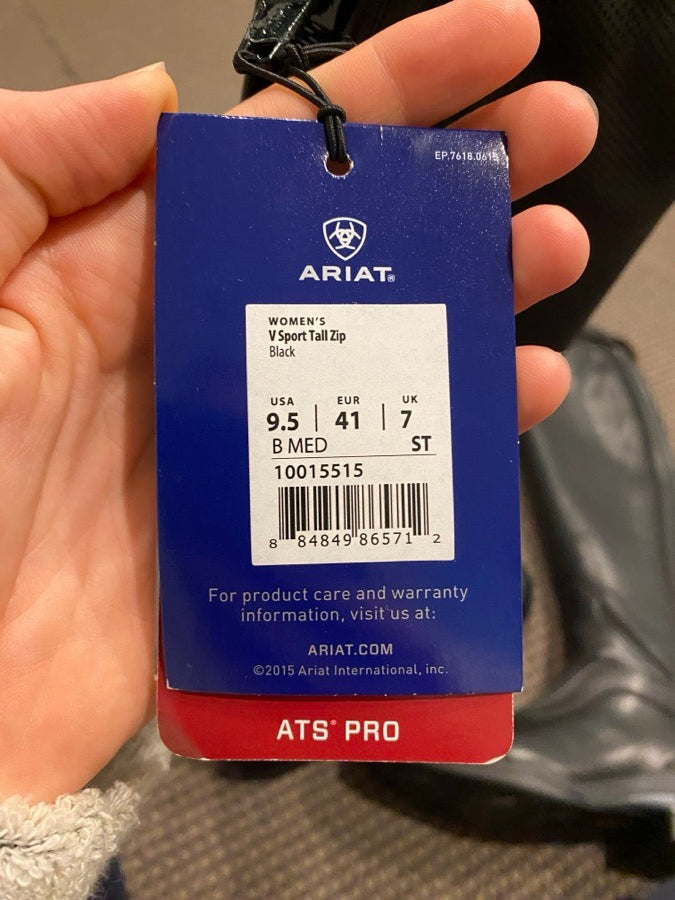 EP.7618.0615
ARIAT®
WOMEN'S
V Sport Tall Zip
Black
USA EUR UK
9.5 | 41 | 7
B MED ST
10015515
8 84849 86571 2
For product care and warranty
information, visit us at:
ARIAT.COM
©2015 Ariat International, inc.
ATS® PRO